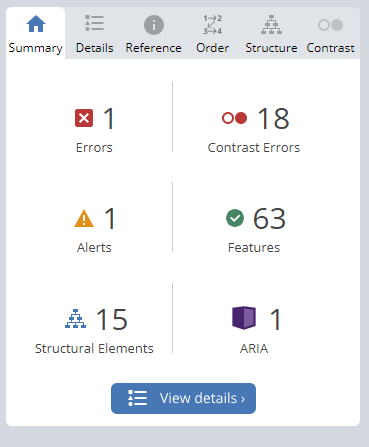 1→2
3→4
Summary Details Reference Order Structure Contrast
1 18
Errors Contrast Errors
1 63
Alerts Features
15 1
Structural Elements ARIA
View details ›